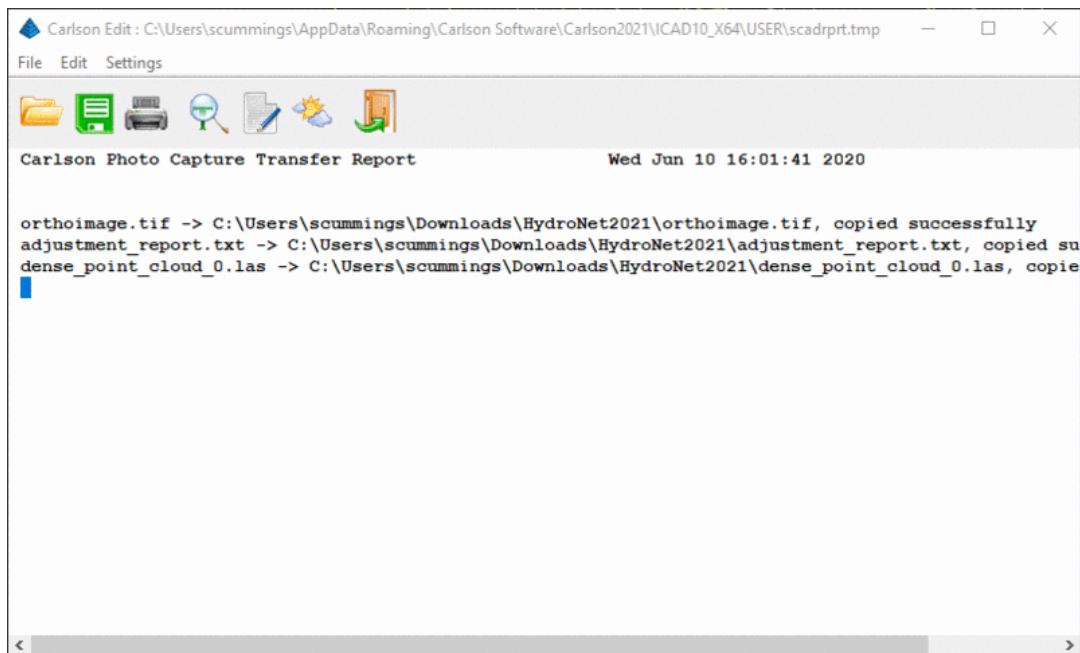 Carlson Edit : C:\Users\scummings\AppData\Roaming\Carlson Software\Carlson2021\ICAD10_X64\USER\scadrprt.tmp
File Edit Settings
Carlson Photo Capture Transfer Report Wed Jun 10 16:01:41 2020
orthoimage.tif -> C:\Users\scummings\Downloads\HydroNet2021\orthoimage.tif, copied successfully
adjustment_report.txt -> C:\Users\scummings\Downloads\HydroNet2021\adjustment_report.txt, copied su
dense_point_cloud_0.las -> C:\Users\scummings\Downloads\HydroNet2021\dense_point_cloud_0.las, copie